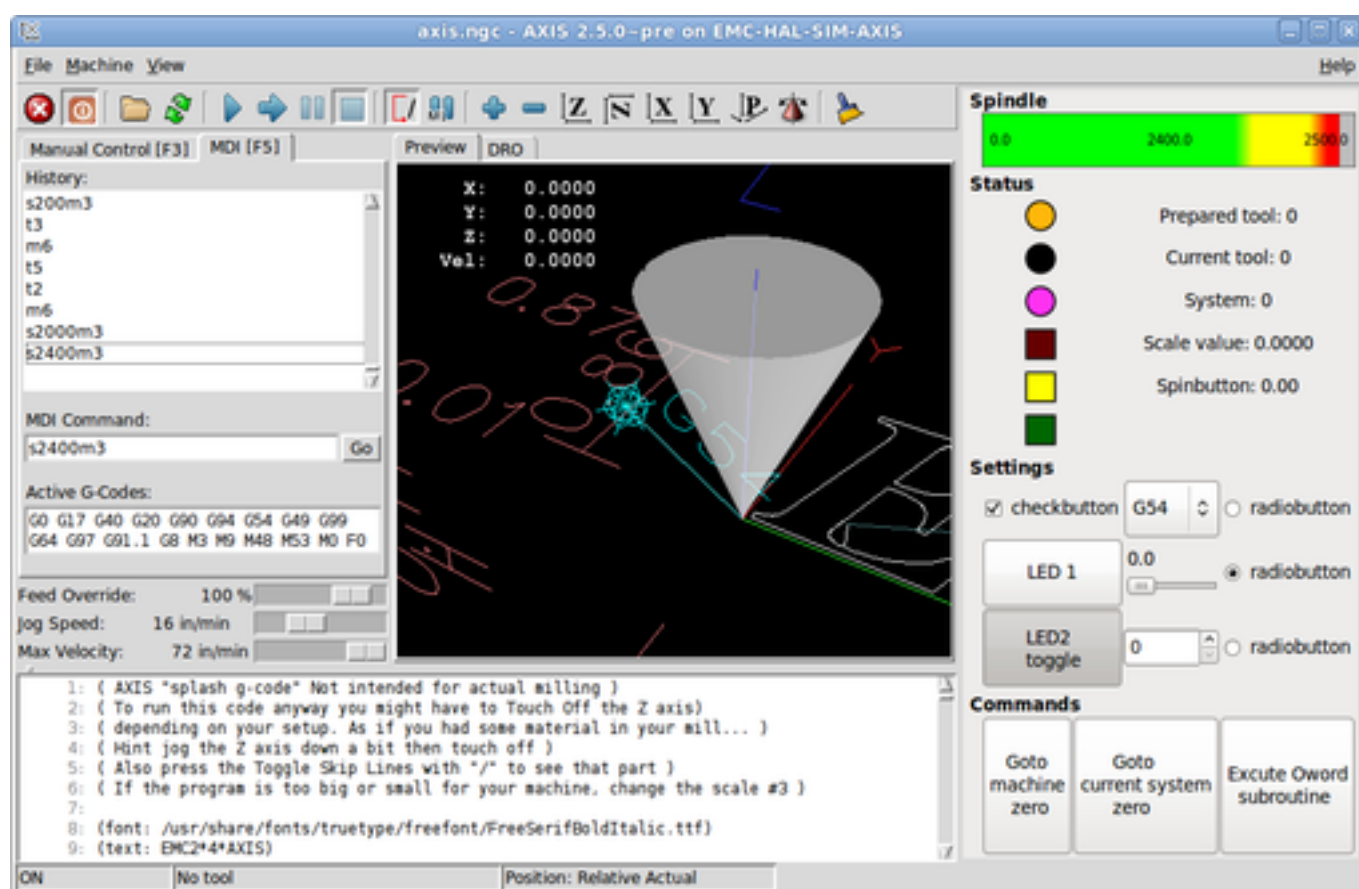 axis.ngc - AXIS 2.5.0~pre on EMC-HAL-SIM-AXIS
File Machine View Help
Z N X Y P
Manual Control [F3] MDI [F5]
History:
s200m3
t3
m6
t5
t2
m6
s2000m3
s2400m3
MDI Command:
s2400m3 Go
Active G-Codes:
G0 G17 G40 G20 G90 G94 G54 G49 G99
G64 G97 G91.1 G8 M3 M9 M48 M53 M0 F0
Feed Override: 100 %
Jog Speed: 16 in/min
Max Velocity: 72 in/min
Preview DRO
X: 0.0000
Y: 0.0000
Z: 0.0000
Vel: 0.0000
G54
Spindle
0.0 2400.0 2500.0
Status
Prepared tool: 0
Current tool: 0
System: 0
Scale value: 0.0000
Spinbutton: 0.00
Settings
checkbutton G54 radiobutton
LED 1 0.0 radiobutton
LED2
toggle 0 radiobutton
Commands
Goto
machine
zero
Goto
current system
zero
Excute Oword
subroutine
1: ( AXIS "splash g-code" Not intended for actual milling )
2: ( To run this code anyway you might have to Touch Off the Z axis)
3: ( depending on your setup. As if you had some material in your mill... )
4: ( Hint jog the Z axis down a bit then touch off )
5: ( Also press the Toggle Skip Lines with "/" to see that part )
6: ( If the program is too big or small for your machine, change the scale #3 )
7:
8: (font: /usr/share/fonts/truetype/freefont/FreeSerifBoldItalic.ttf)
9: (text: EMC2*4*AXIS)
ON No tool Position: Relative Actual